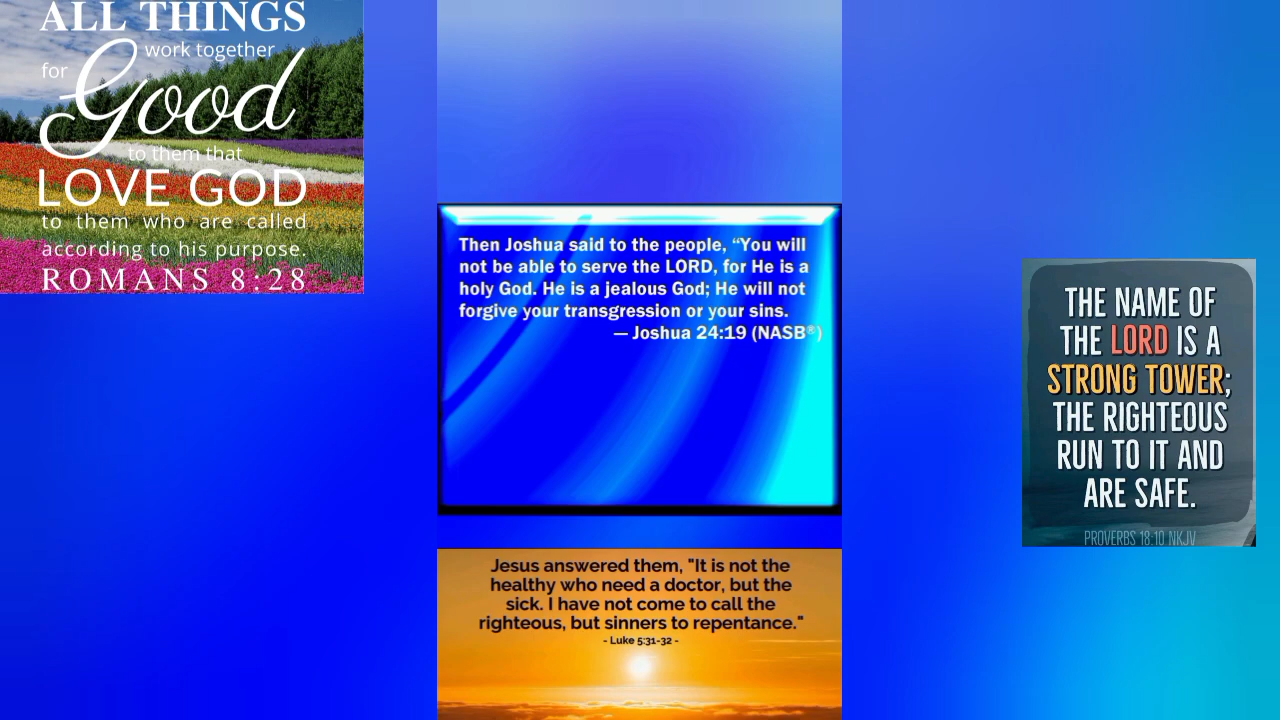 ALL THINGS
work together
for Good
to them that
LOVE GOD
to them who are called
according to his purpose.
ROMANS 8:28
Then Joshua said to the people, “You will
not be able to serve the LORD, for He is a
holy God. He is a jealous God; He will not
forgive your transgression or your sins.
— Joshua 24:19 (NASB®)
Jesus answered them, "It is not the
healthy who need a doctor, but the
sick. I have not come to call the
righteous, but sinners to repentance."
- Luke 5:31-32 -
THE NAME OF
THE LORD IS A
STRONG TOWER;
THE RIGHTEOUS
RUN TO IT AND
ARE SAFE.
PROVERBS 18:10 NKJV